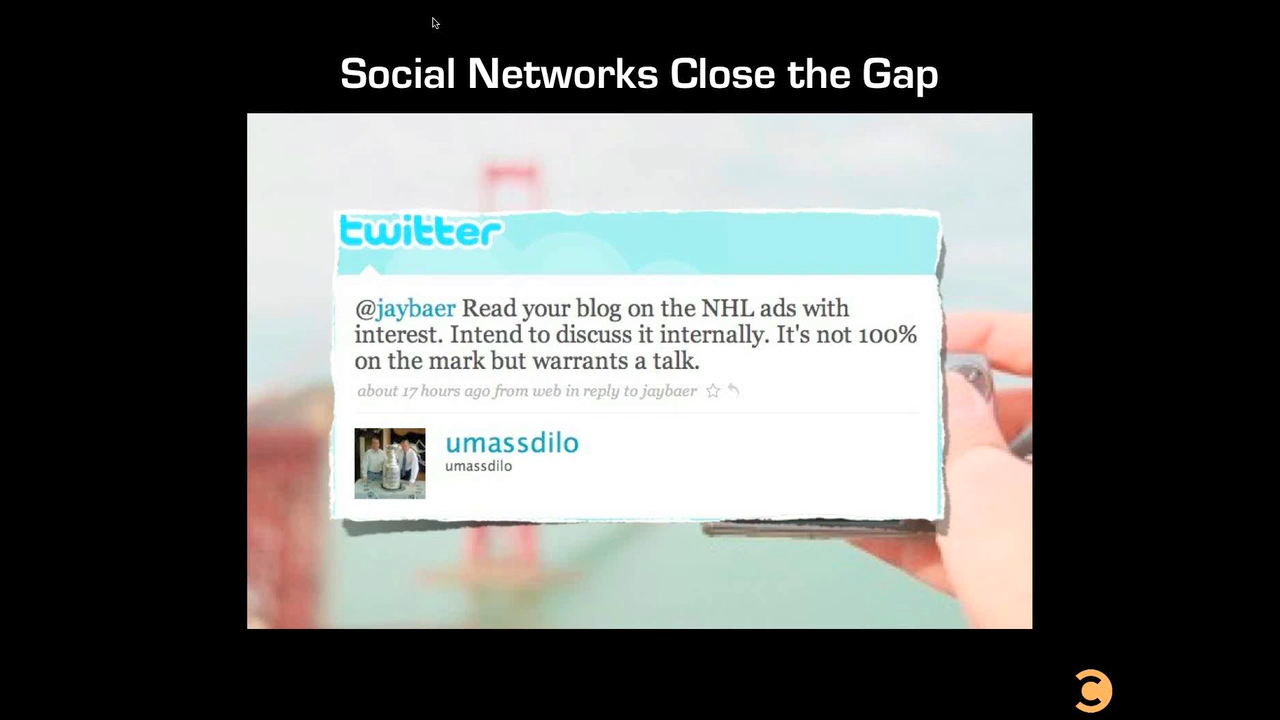 Social Networks Close the Gap
twitter
@jaybaer Read your blog on the NHL ads with
interest. Intend to discuss it internally. It's not 100%
on the mark but warrants a talk.
about 17 hours ago from web in reply to jaybaer
umassdilo
umassdilo